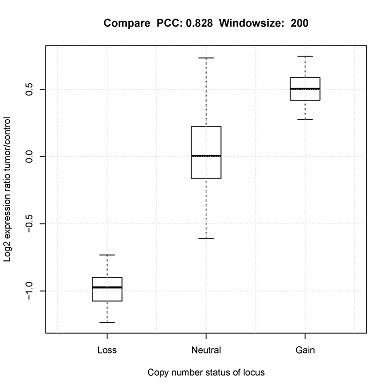 Compare PCC: 0.828 Windowsize: 200
Log2 expression ratio tumor/control
0.5
0.0
−0.5
−1.0
Loss Neutral Gain
Copy number status of locus